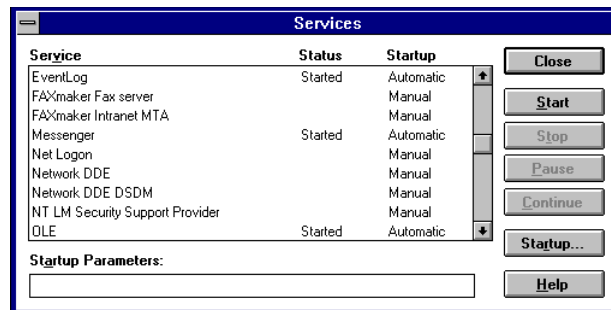 Services
Service Status Startup
EventLog Started Automatic
FAXmaker Fax server Manual
FAXmaker Intranet MTA Manual
Messenger Started Automatic
Net Logon Manual
Network DDE Manual
Network DDE DSDM Manual
NT LM Security Support Provider Manual
OLE Started Automatic
Startup Parameters:
Close
Start
Stop
Pause
Continue
Startup...
Help